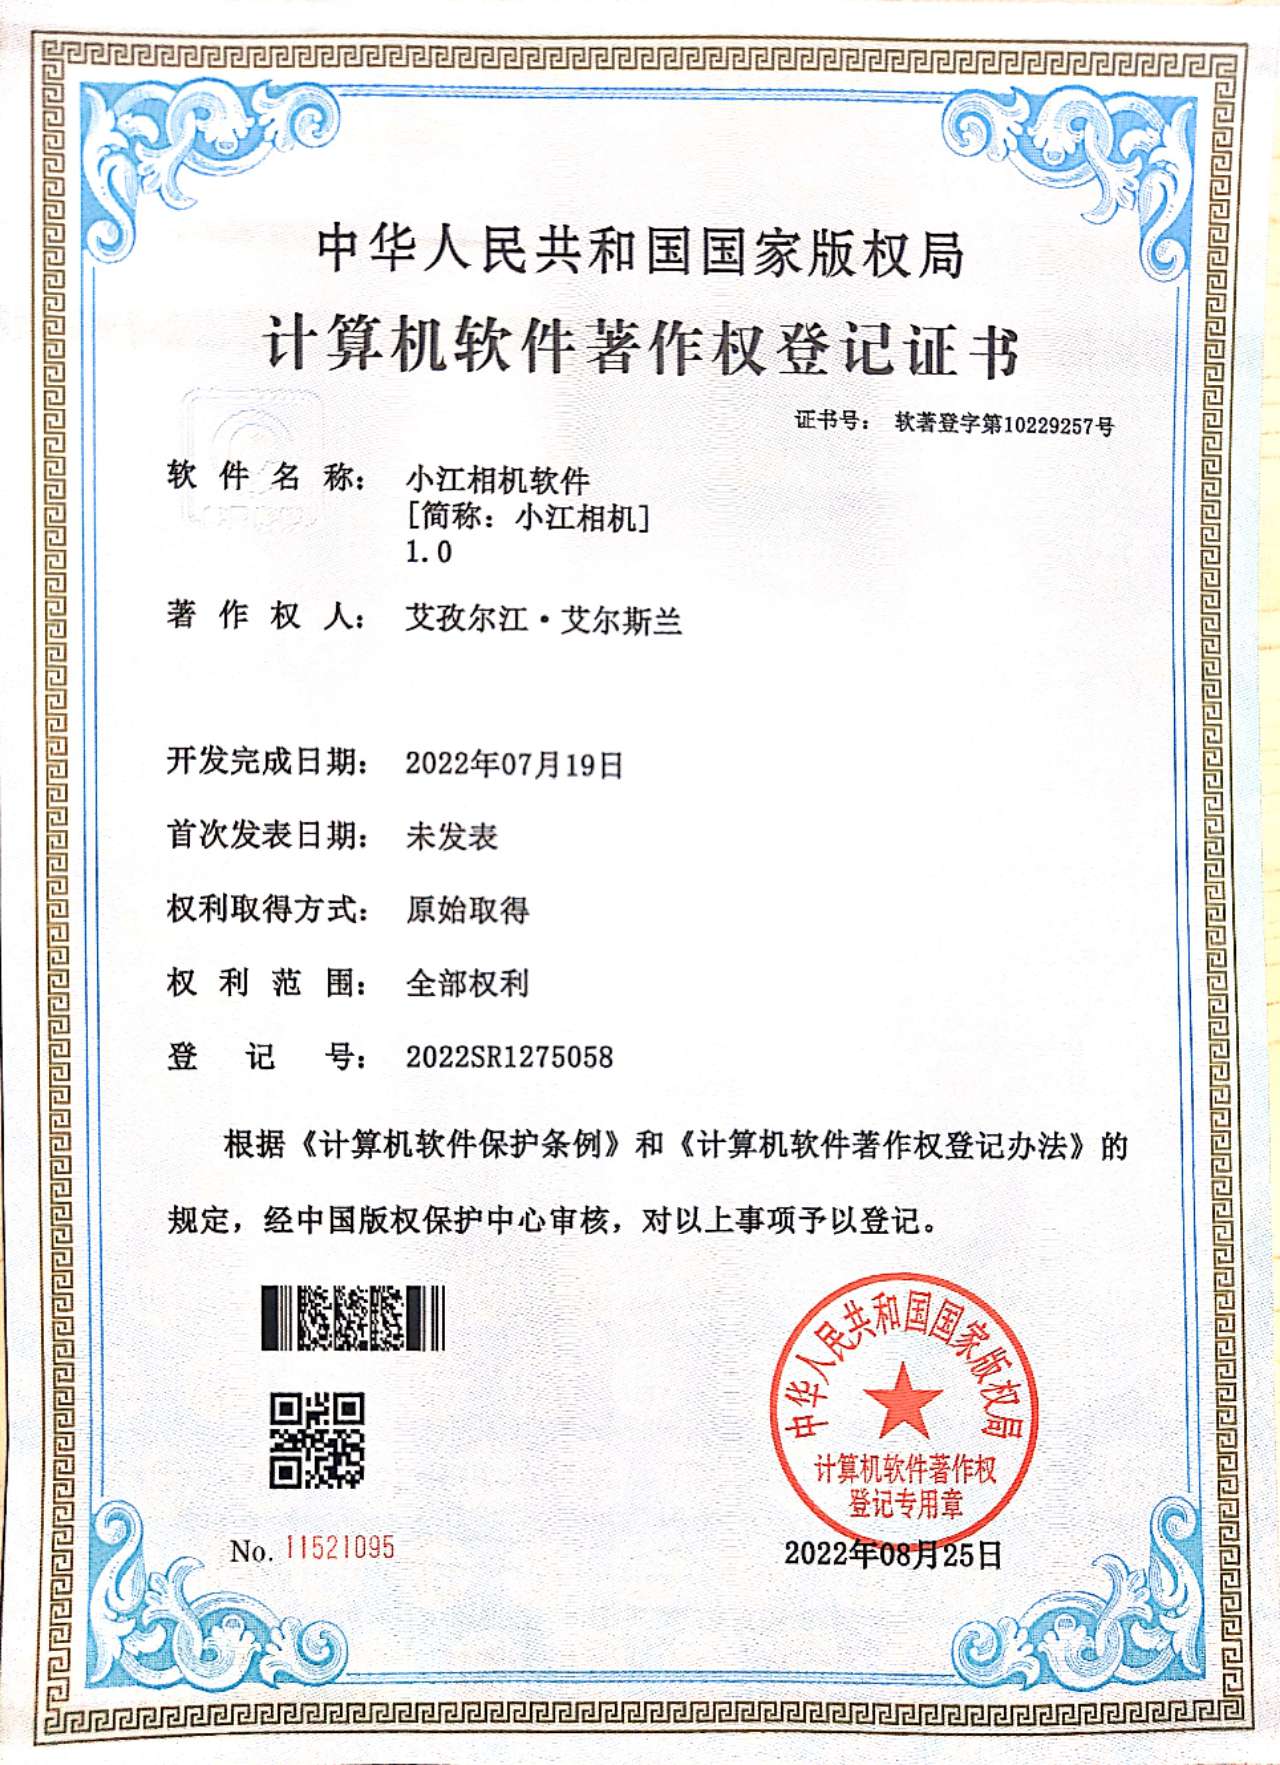 中华人民共和国国家版权局
计算机软件著作权登记证书
证书号： 软著登字第10229257号
软件名称： 小江相机软件
[简称：小江相机]
1.0
著作权人： 艾孜尔江·艾尔斯兰
开发完成日期： 2022年07月19日
首次发表日期： 未发表
权利取得方式： 原始取得
权利范围： 全部权利
登记号： 2022SR1275058
根据《计算机软件保护条例》和《计算机软件著作权登记办法》的
规定，经中国版权保护中心审核，对以上事项予以登记。
中华人民共和国国家版权局
计算机软件著作权
登记专用章
No. 11521095
2022年08月25日